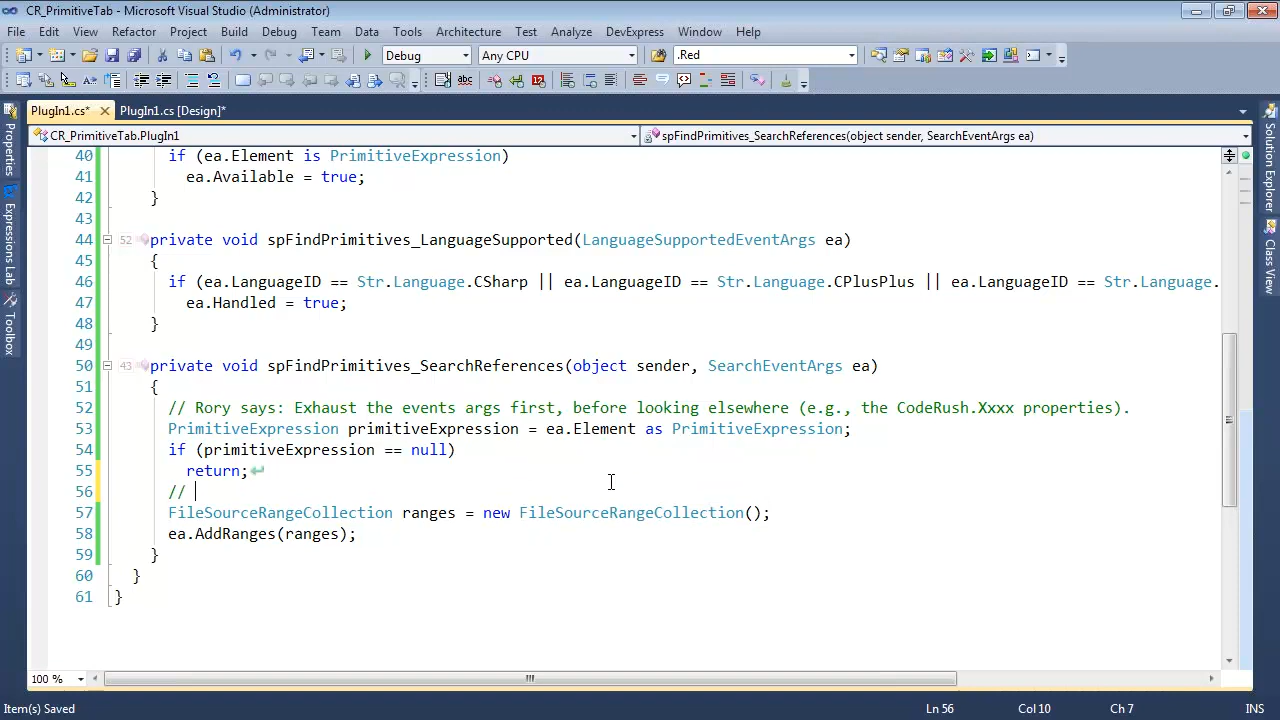 CR_PrimitiveTab - Microsoft Visual Studio (Administrator)
File Edit View Refactor Project Build Debug Team Data Tools Architecture Test Analyze DevExpress Window Help
Debug Any CPU .Red
PlugIn1.cs* PlugIn1.cs [Design]*
CR_PrimitiveTab.PlugIn1 spFindPrimitives_SearchReferences(object sender, SearchEventArgs ea)
40 if (ea.Element is PrimitiveExpression)
41 ea.Available = true;
42 }
43
44 52 private void spFindPrimitives_LanguageSupported(LanguageSupportedEventArgs ea)
45 {
46 if (ea.LanguageID == Str.Language.CSharp || ea.LanguageID == Str.Language.CPlusPlus || ea.LanguageID == Str.Language.
47 ea.Handled = true;
48 }
49
50 43 private void spFindPrimitives_SearchReferences(object sender, SearchEventArgs ea)
51 {
52 // Rory says: Exhaust the events args first, before looking elsewhere (e.g., the CodeRush.Xxxx properties).
53 PrimitiveExpression primitiveExpression = ea.Element as PrimitiveExpression;
54 if (primitiveExpression == null)
55 return;
56 //
57 FileSourceRangeCollection ranges = new FileSourceRangeCollection();
58 ea.AddRanges(ranges);
59 }
60 }
61 }
100 %
Item(s) Saved Ln 56 Col 10 Ch 7 INS
Properties
Expressions Lab
Toolbox
Solution Explorer
Class View